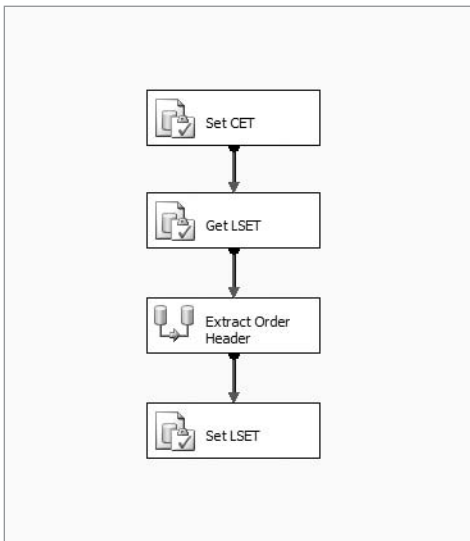 Set CET
Get LSET
Extract Order
Header
Set LSET